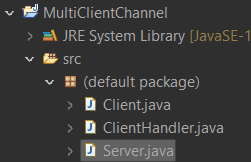 MultiClientChannel
JRE System Library [JavaSE-1
src
(default package)
Client.java
ClientHandler.java
Server.java